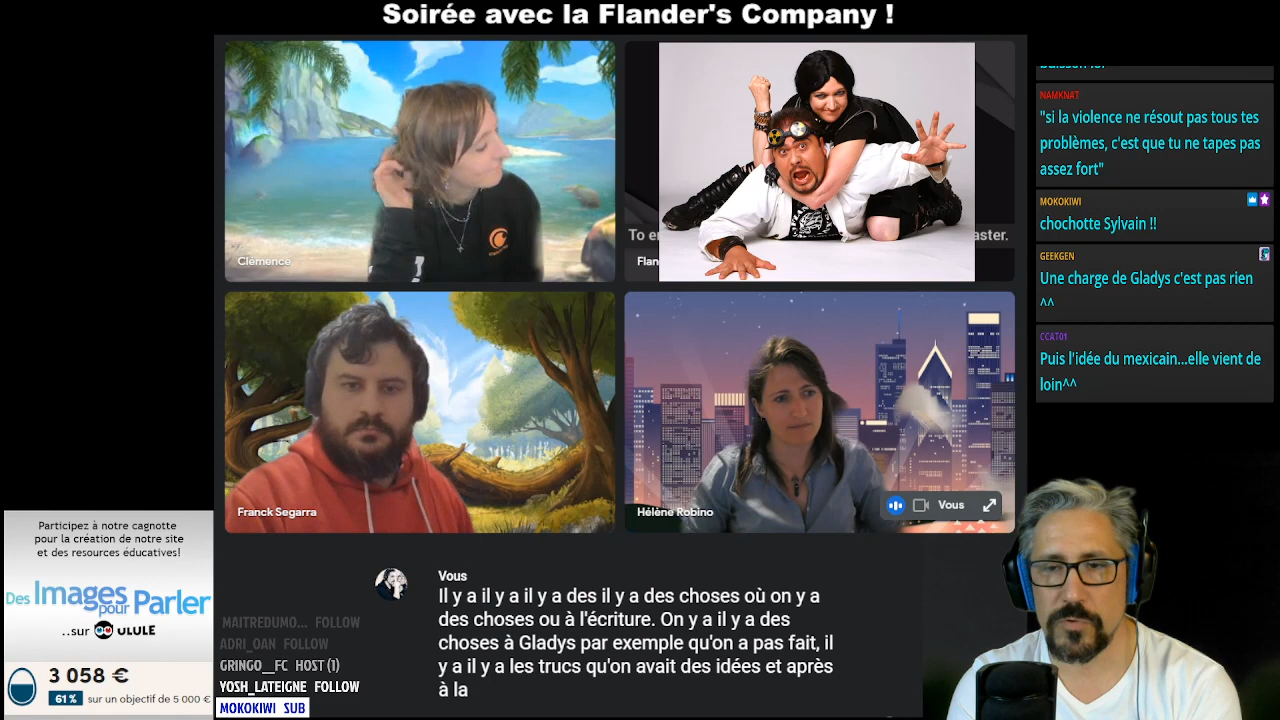 Soirée avec la Flander's Company !
Clémence
To en
aster.
Flan
Franck Segarra
Hélène Robino
Vous
NAMKNAT
"si la violence ne résout pas tous tes
problèmes, c'est que tu ne tapes pas
assez fort"
MOKOKIWI
chochotte Sylvain !!
GEEKGEN
Une charge de Gladys c'est pas rien
^^
CCAT01
Puis l'idée du mexicain...elle vient de
loin^^
Participez à notre cagnotte
pour la création de notre site
et des resources éducatives!
Des Images pour Parler
..sur ULULE
3 058 €
61 % sur un objectif de 5 000 €
MAITREDUMO... FOLLOW
ADRI_OAN FOLLOW
GRINGO__FC HOST (1)
YOSH_LATEIGNE FOLLOW
MOKOKIWI SUB
Vous
Il y a il y a il y a des il y a des choses où on y a
des choses ou à l'écriture. On y a il y a des
choses à Gladys par exemple qu'on a pas fait, il
y a il y a les trucs qu'on avait des idées et après
à la